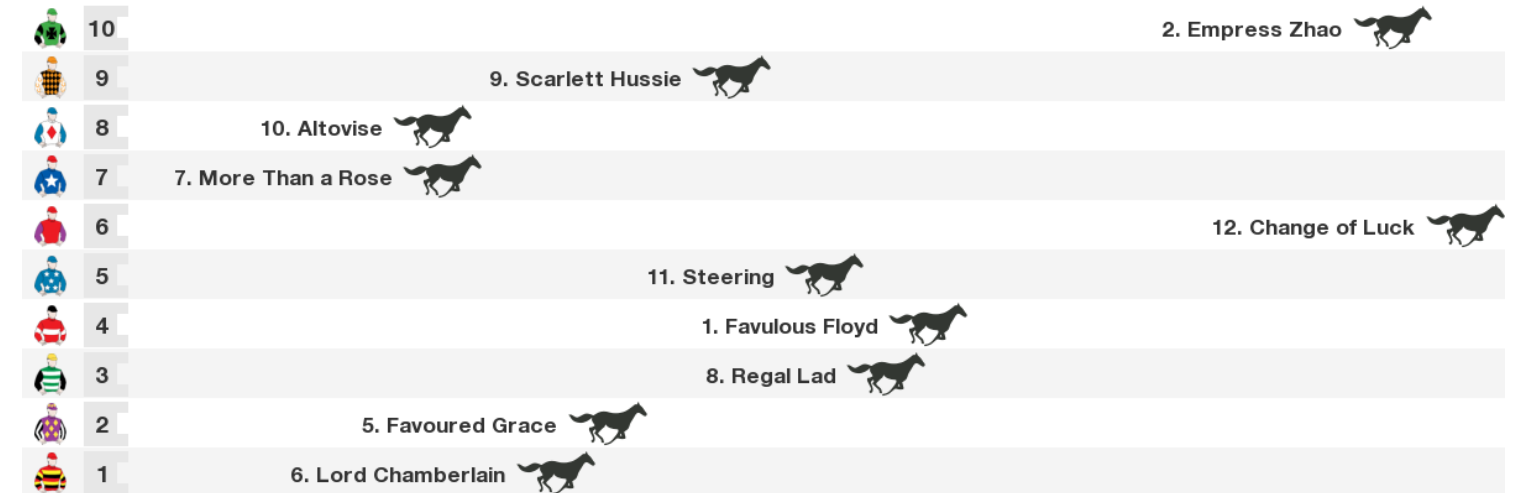 10 2. Empress Zhao
9 9. Scarlett Hussie
8 10. Altovise
7 7. More Than a Rose
6 12. Change of Luck
5 11. Steering
4 1. Favulous Floyd
3 8. Regal Lad
2 5. Favoured Grace
1 6. Lord Chamberlain